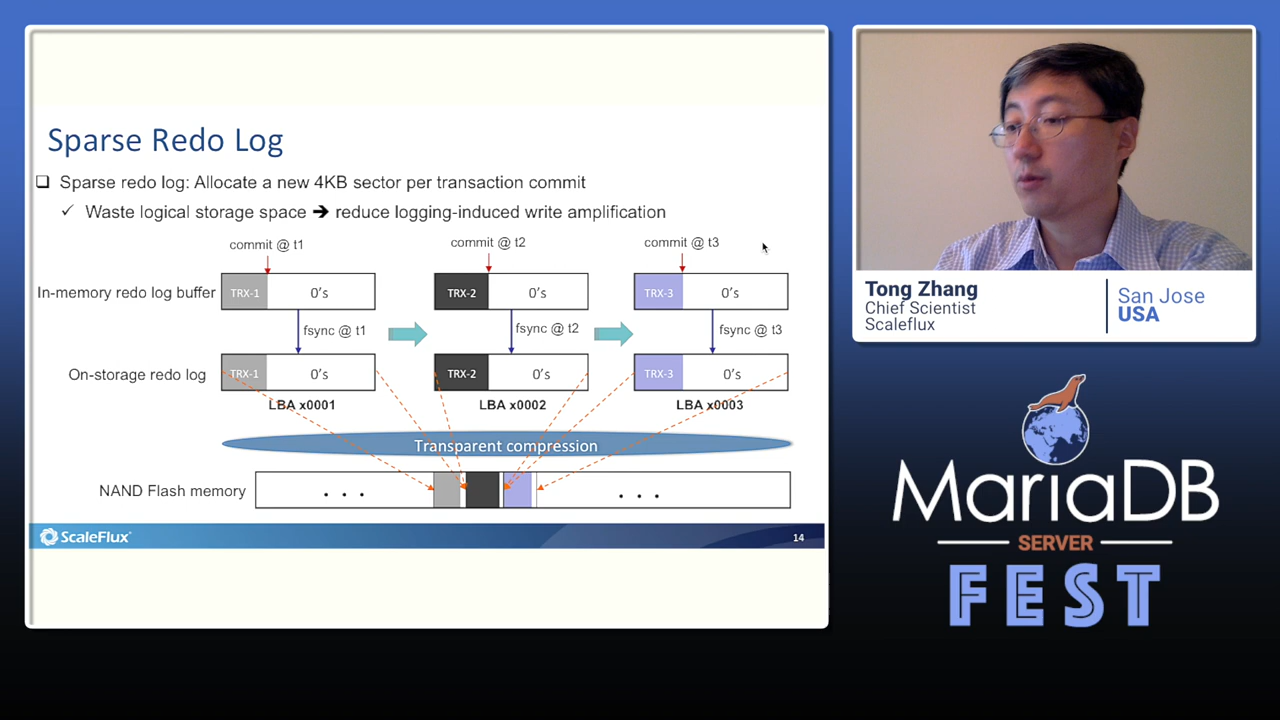 Sparse Redo Log
Sparse redo log: Allocate a new 4KB sector per transaction commit
Waste logical storage space ➔ reduce logging-induced write amplification
commit @ t1
commit @ t2
commit @ t3
In-memory redo log buffer
TRX-1
0's
TRX-2
0's
TRX-3
0's
fsync @ t1
fsync @ t2
fsync @ t3
On-storage redo log
TRX-1
0's
TRX-2
0's
TRX-3
0's
LBA x0001
LBA x0002
LBA x0003
Transparent compression
NAND Flash memory
. . .
. . .
ScaleFlux
14
Tong Zhang
Chief Scientist
Scaleflux
San Jose
USA
MariaDB
SERVER
FEST